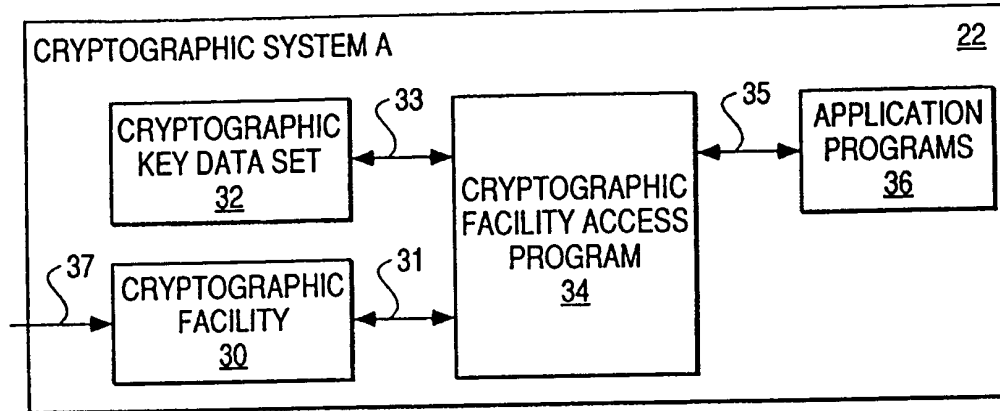 CRYPTOGRAPHIC SYSTEM A
22
CRYPTOGRAPHIC
KEY DATA SET
32
33
CRYPTOGRAPHIC
FACILITY ACCESS
PROGRAM
34
35
APPLICATION
PROGRAMS
36
37
CRYPTOGRAPHIC
FACILITY
30
31